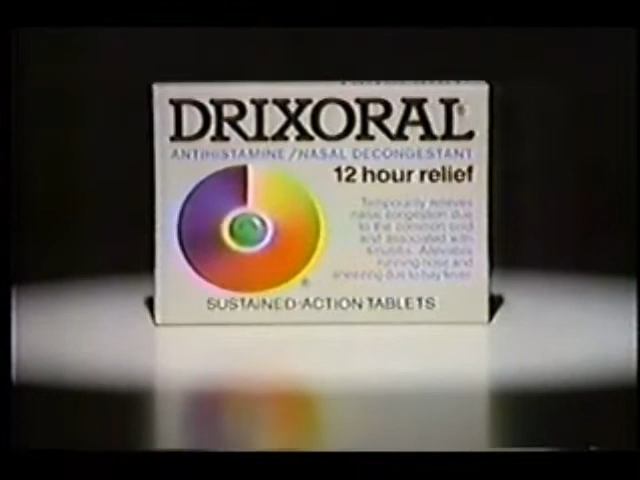 DRIXORAL®
ANTIHISTAMINE/NASAL DECONGESTANT
12 hour relief
Temporarily relieves
nasal congestion due
to the common cold
and associated with
sinusitis. Alleviates
running nose and
sneezing due to hay fever.
®
SUSTAINED-ACTION TABLETS